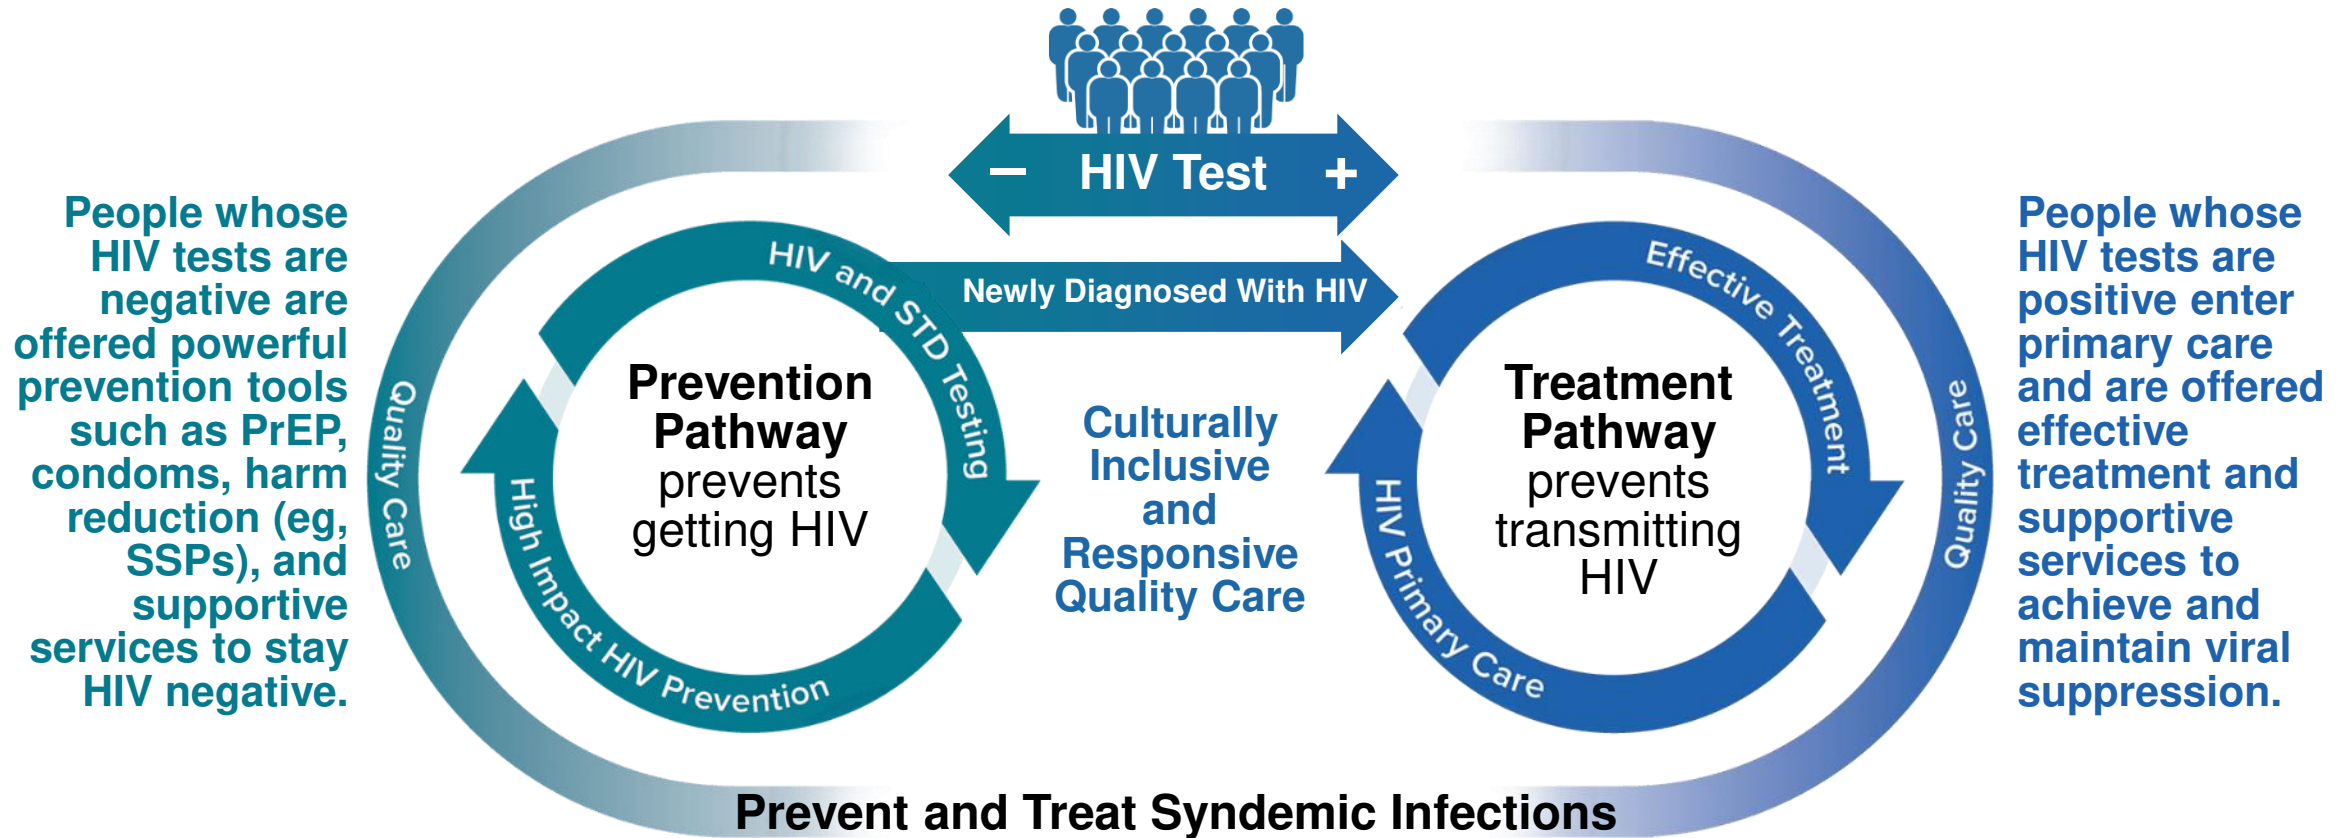 − HIV Test +
Newly Diagnosed With HIV
People whose
HIV tests are
negative are
offered powerful
prevention tools
such as PrEP,
condoms, harm
reduction (eg,
SSPs), and
supportive
services to stay
HIV negative.
Quality Care
HIV and STD Testing
High Impact HIV Prevention
Prevention
Pathway
prevents
getting HIV
Culturally
Inclusive
and
Responsive
Quality Care
Effective Treatment
HIV Primary Care
Treatment
Pathway
prevents
transmitting
HIV
Quality Care
People whose
HIV tests are
positive enter
primary care
and are offered
effective
treatment and
supportive
services to
achieve and
maintain viral
suppression.
Prevent and Treat Syndemic Infections